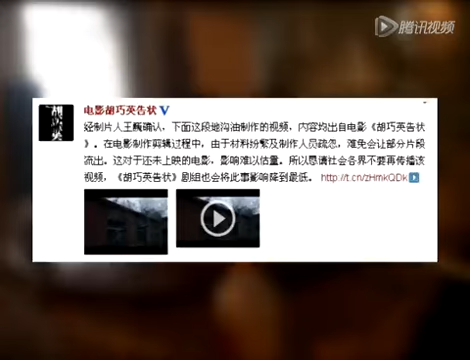 腾讯视频
胡巧英
电影胡巧英告状
经制片人王巍确认,下面这段地沟油制作的视频,内容均出自电影《胡巧英告状
》。在电影制作剪辑过程中,由于材料纷繁及制作人员疏忽,难免会让部分片段
流出。这对于还未上映的电影,影响难以估量。所以恳请社会各界不要再传播该
视频,《胡巧英告状》剧组也会将此事影响降到最低。 http://t.cn/zHmkQDk